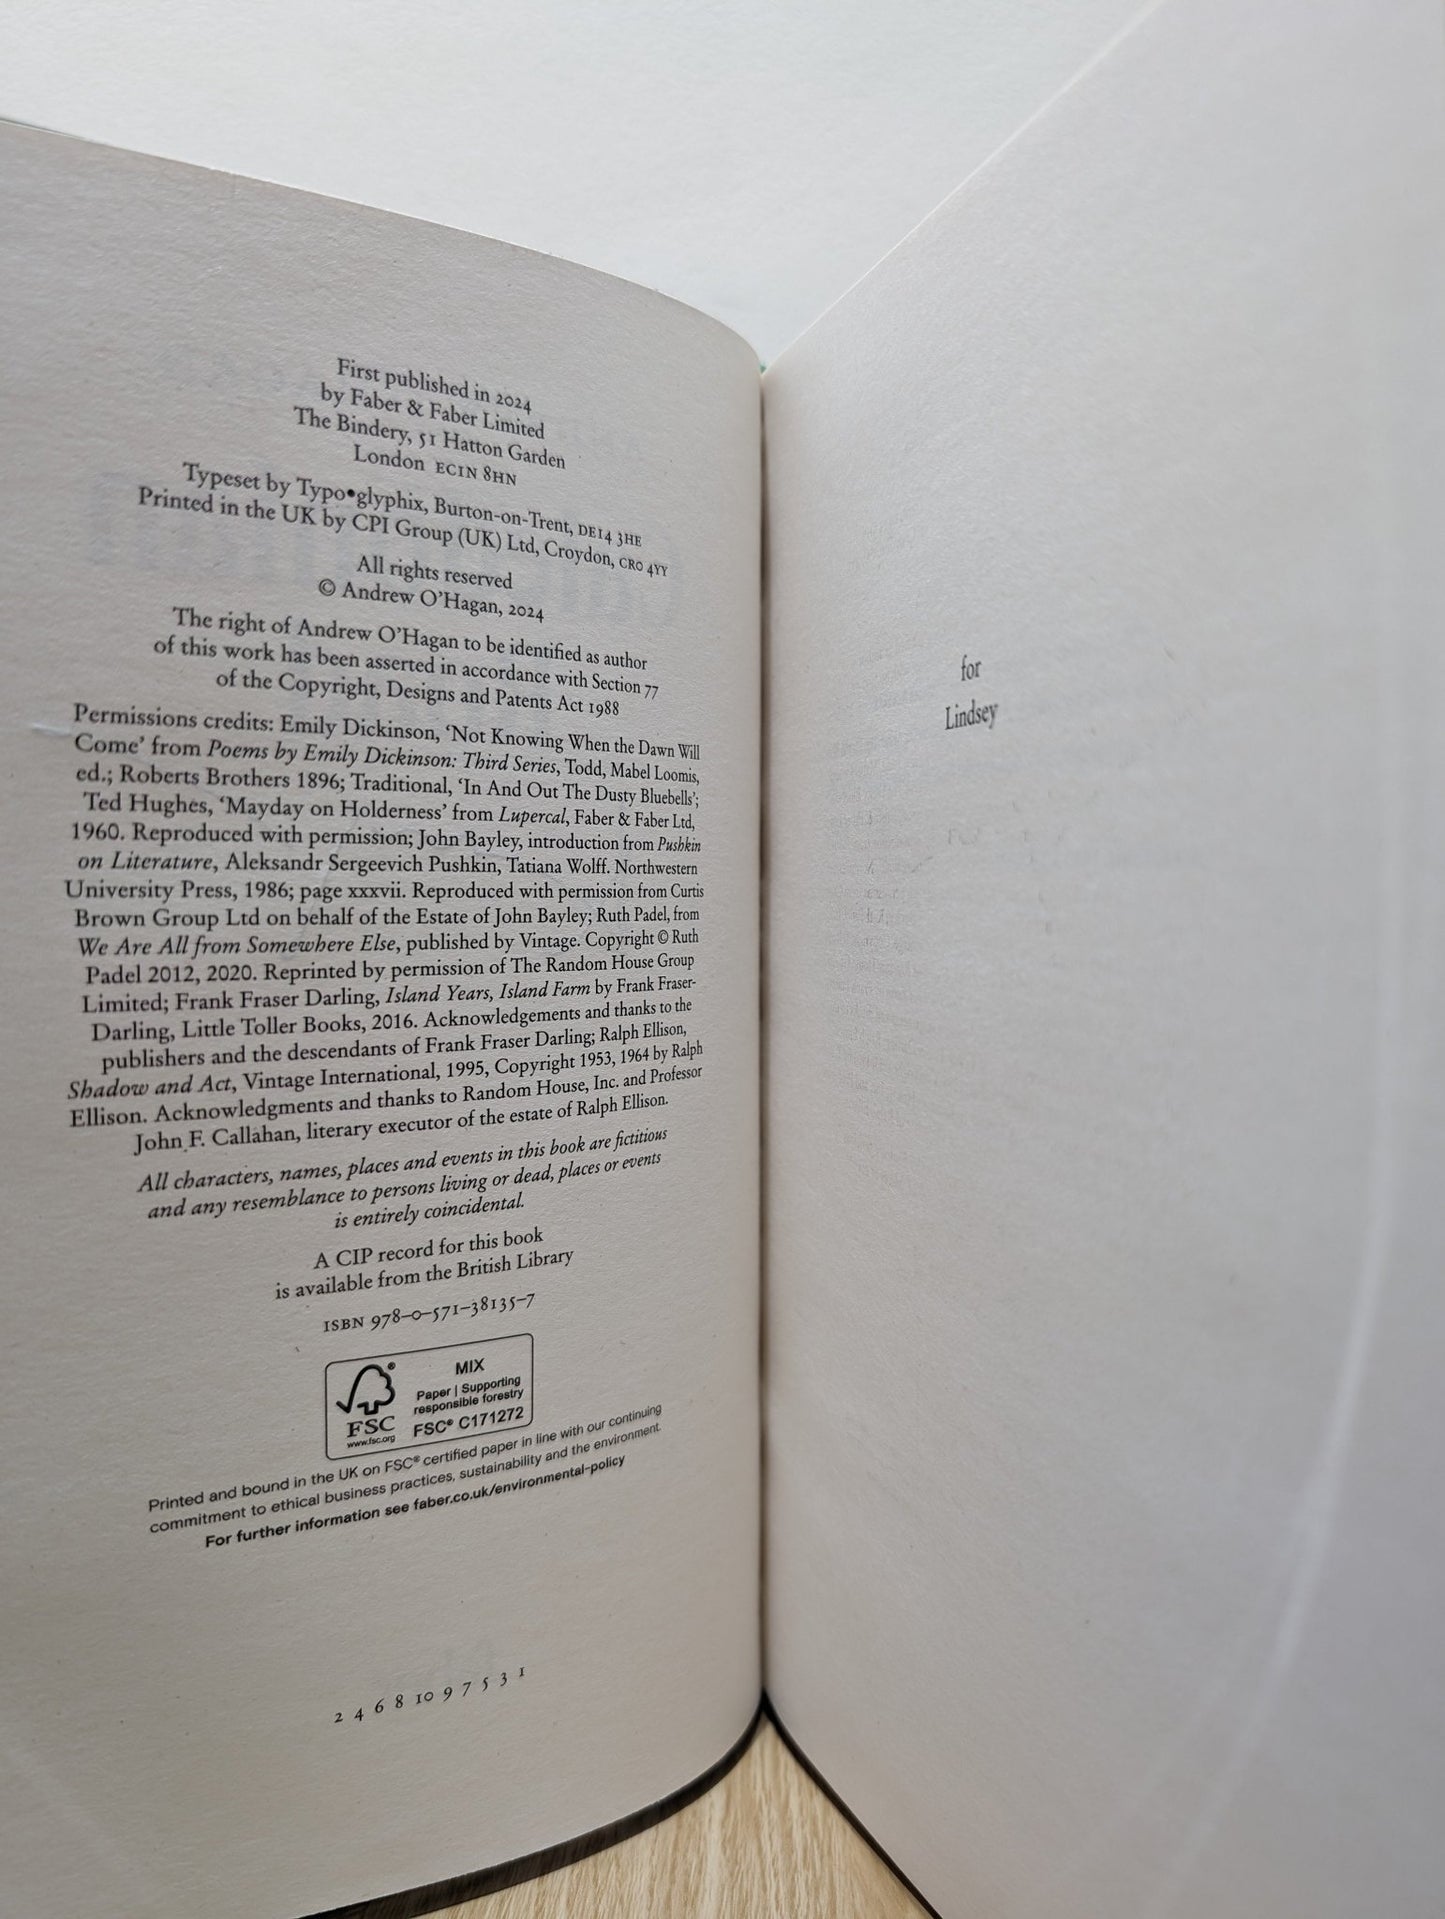 First published in 2024
by Faber & Faber Limited
The Bindery, 51 Hatton Garden
London EC1N 8HN
Typeset by Typo•glyphix, Burton-on-Trent, DE14 3HE
Printed in the UK by CPI Group (UK) Ltd, Croydon, CR0 4YY
All rights reserved
© Andrew O’Hagan, 2024
The right of Andrew O’Hagan to be identified as author
of this work has been asserted in accordance with Section 77
of the Copyright, Designs and Patents Act 1988
Permissions credits: Emily Dickinson, ‘Not Knowing When the Dawn Will
Come’ from Poems by Emily Dickinson: Third Series, Todd, Mabel Loomis,
ed.; Roberts Brothers 1896; Traditional, ‘In And Out The Dusty Bluebells’;
Ted Hughes, ‘Mayday on Holderness’ from Lupercal, Faber & Faber Ltd,
1960. Reproduced with permission; John Bayley, introduction from Pushkin
on Literature, Aleksandr Sergeevich Pushkin, Tatiana Wolff. Northwestern
University Press, 1986; page xxxvii. Reproduced with permission from Curtis
Brown Group Ltd on behalf of the Estate of John Bayley; Ruth Padel, from
We Are All from Somewhere Else, published by Vintage. Copyright © Ruth
Padel 2012, 2020. Reprinted by permission of The Random House Group
Limited; Frank Fraser Darling, Island Years, Island Farm by Frank Fraser-
Darling, Little Toller Books, 2016. Acknowledgements and thanks to the
publishers and the descendants of Frank Fraser Darling; Ralph Ellison,
Shadow and Act, Vintage International, 1995, Copyright 1953, 1964 by Ralph
Ellison. Acknowledgments and thanks to Random House, Inc. and Professor
John F. Callahan, literary executor of the estate of Ralph Ellison.
All characters, names, places and events in this book are fictitious
and any resemblance to persons living or dead, places or events
is entirely coincidental.
A CIP record for this book
is available from the British Library
ISBN 978–0–571–38135–7
FSC®
www.fsc.org
MIX
Paper | Supporting
responsible forestry
FSC® C171272
Printed and bound in the UK on FSC® certified paper in line with our continuing
commitment to ethical business practices, sustainability and the environment.
For further information see faber.co.uk/environmental-policy
2 4 6 8 10 9 7 5 3 1
for
Lindsey